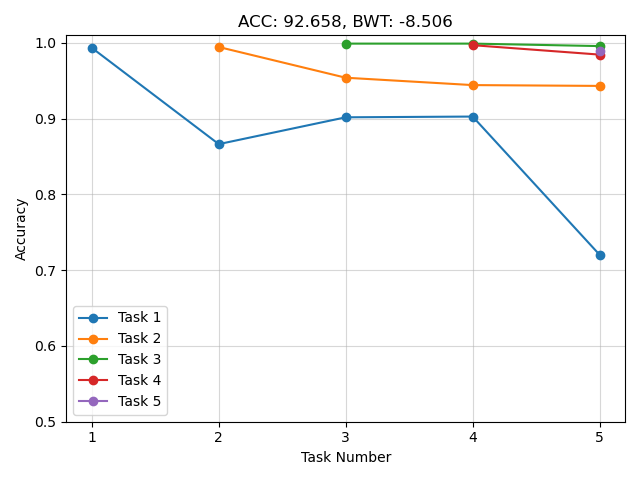 ACC: 92.658, BWT: -8.506
1.0
0.9
0.8
0.7
0.6
0.5
Accuracy
Task 1
Task 2
Task 3
Task 4
Task 5
1 2 3 4 5
Task Number